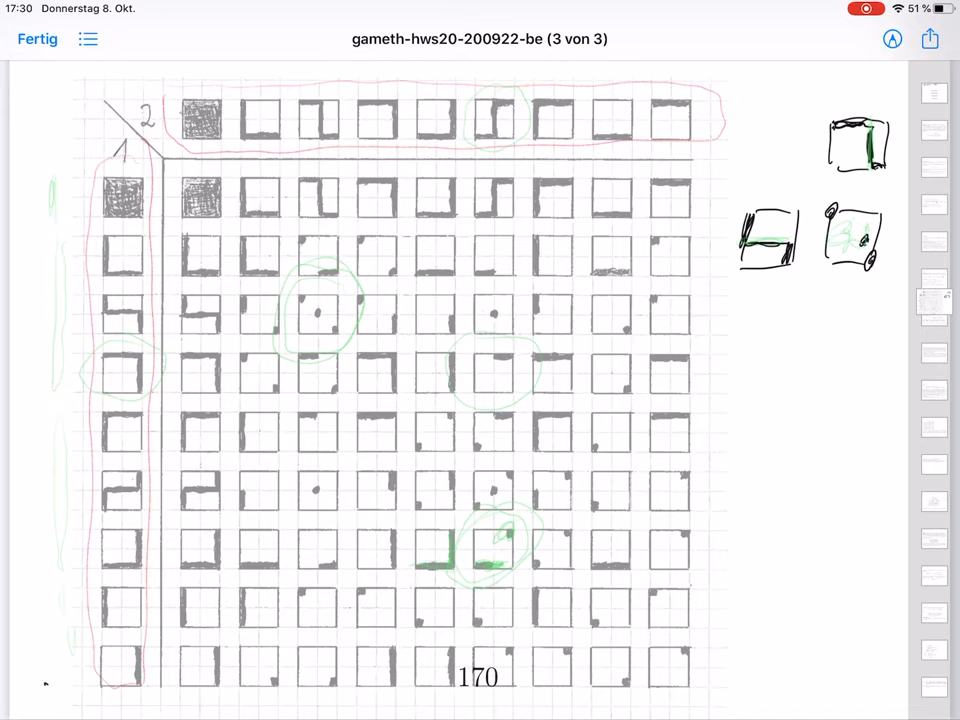 17:30 Donnerstag 8. Okt. 51 %
Fertig gameth-hws20-200922-be (3 von 3)
2
1
170